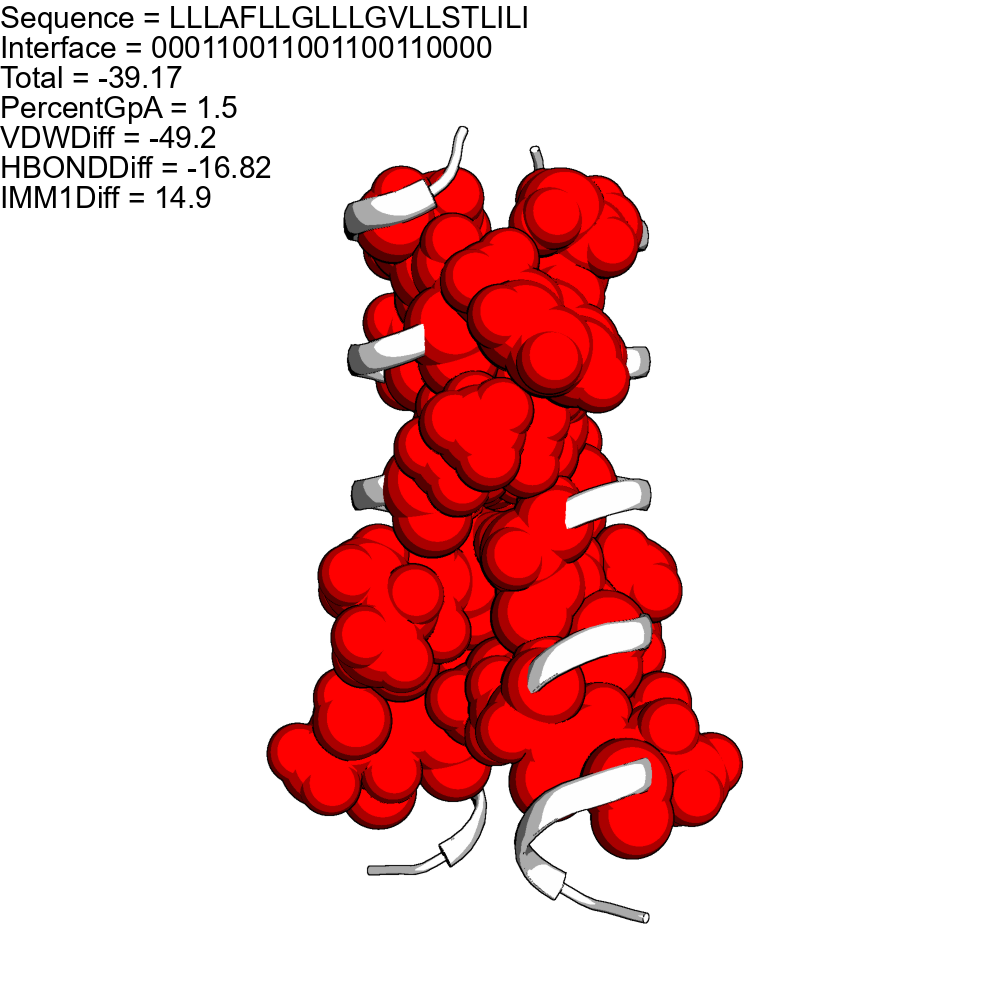 Sequence = LLLAFLLGLLLGVLLSTLILI
Interface = 000110011001100110000
Total = -39.17
PercentGpA = 1.5
VDWDiff = -49.2
HBONDDiff = -16.82
IMM1Diff = 14.9